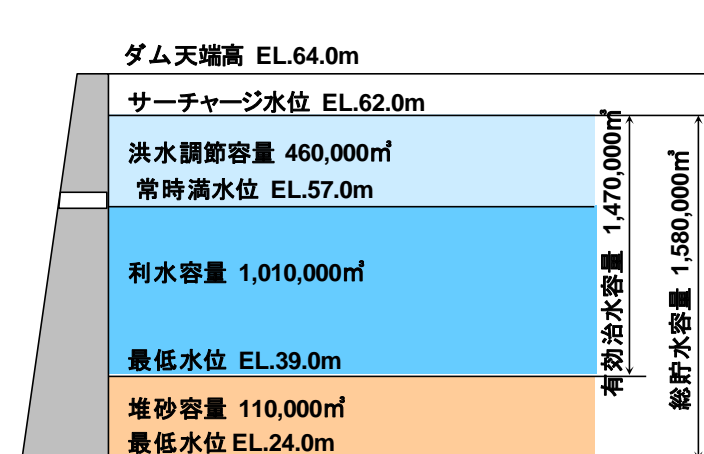 ダム天端高 EL.64.0m
サーチャージ水位 EL.62.0m
洪水調節容量 460,000㎥
常時満水位 EL.57.0m
利水容量 1,010,000㎥
最低水位 EL.39.0m
堆砂容量 110,000㎥
最低水位 EL.24.0m
有効治水容量 1,470,000㎥
総貯水容量 1,580,000㎥